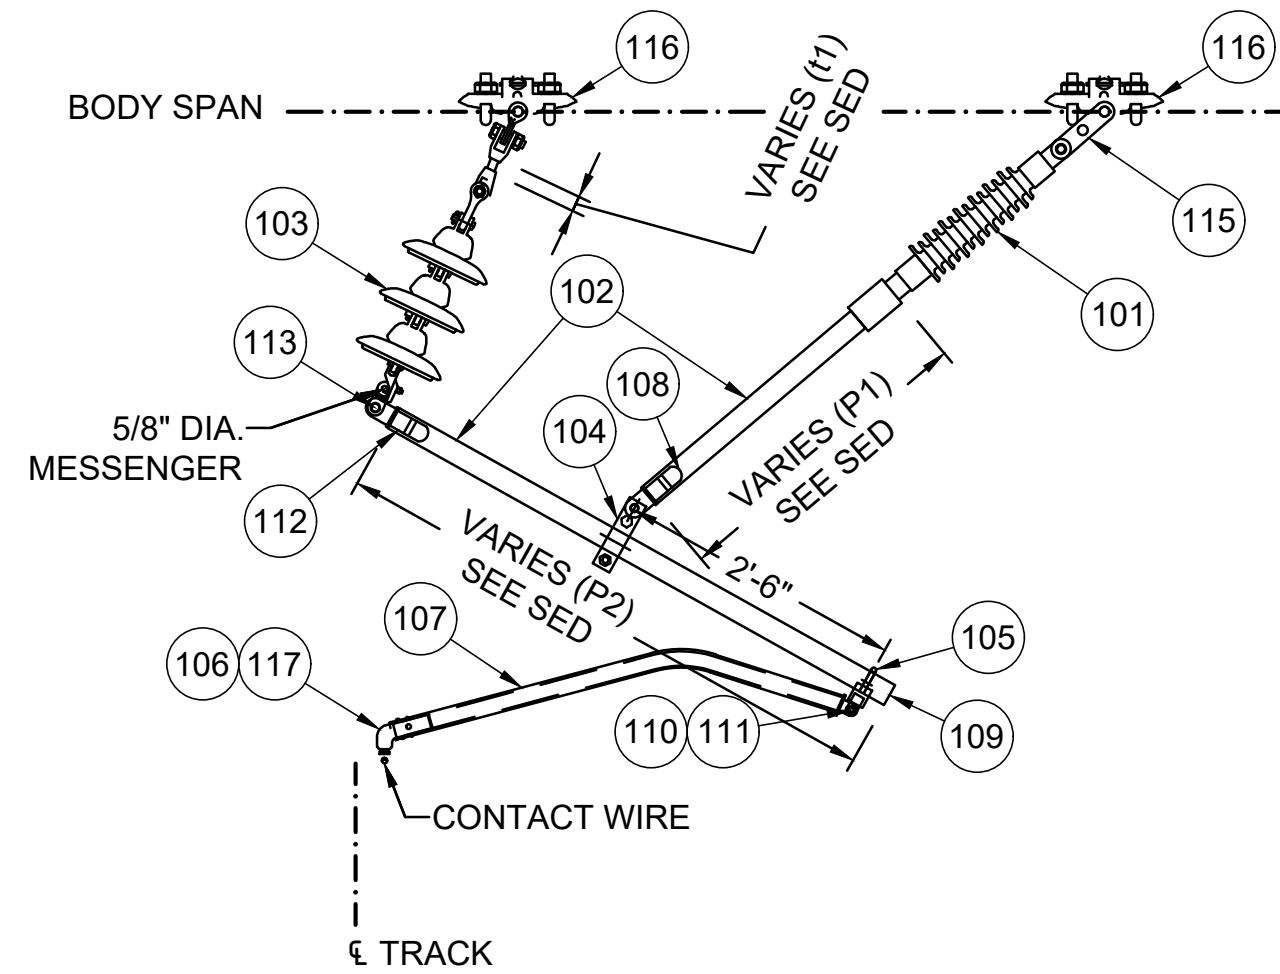 116
116
BODY SPAN
VARIES (t1)
SEE SED
103
115
102
101
113
108
5/8" DIA.
MESSENGER
104
VARIES (P1)
SEE SED
112
VARIES (P2)
SEE SED
2'-6"
107
105
106
117
110
111
109
CONTACT WIRE
℄ TRACK